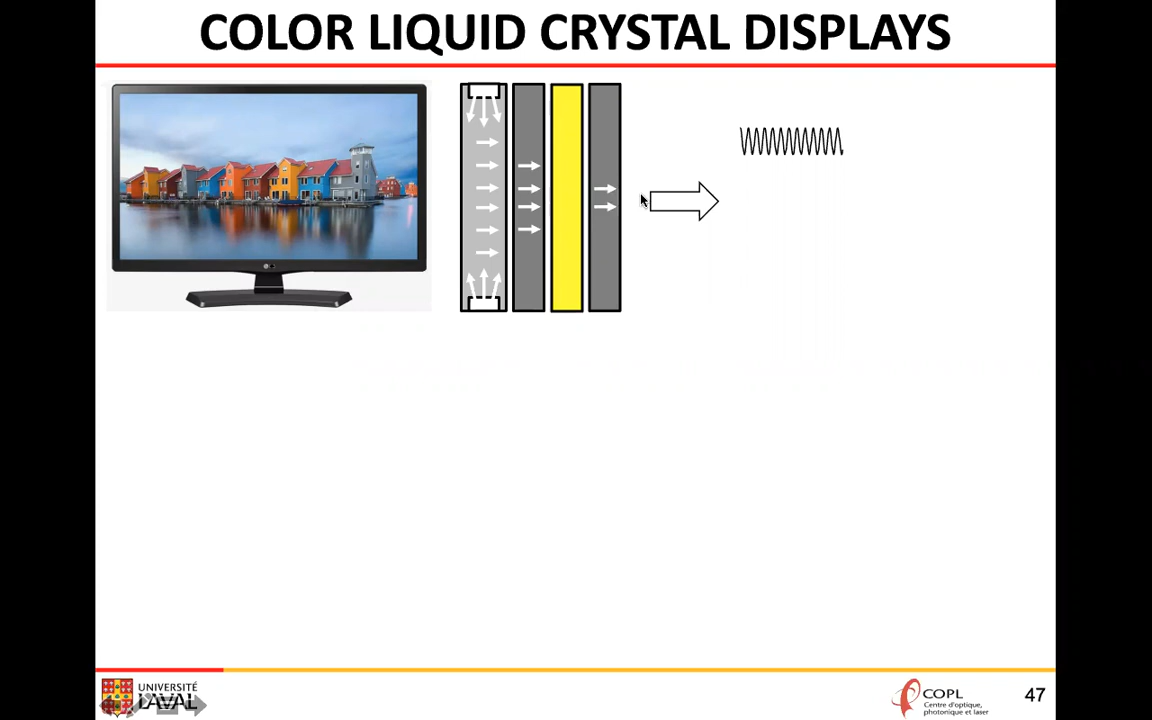 COLOR LIQUID CRYSTAL DISPLAYS
UNIVERSITÉ
LAVAL
COPL
Centre d'optique,
photonique et laser
47